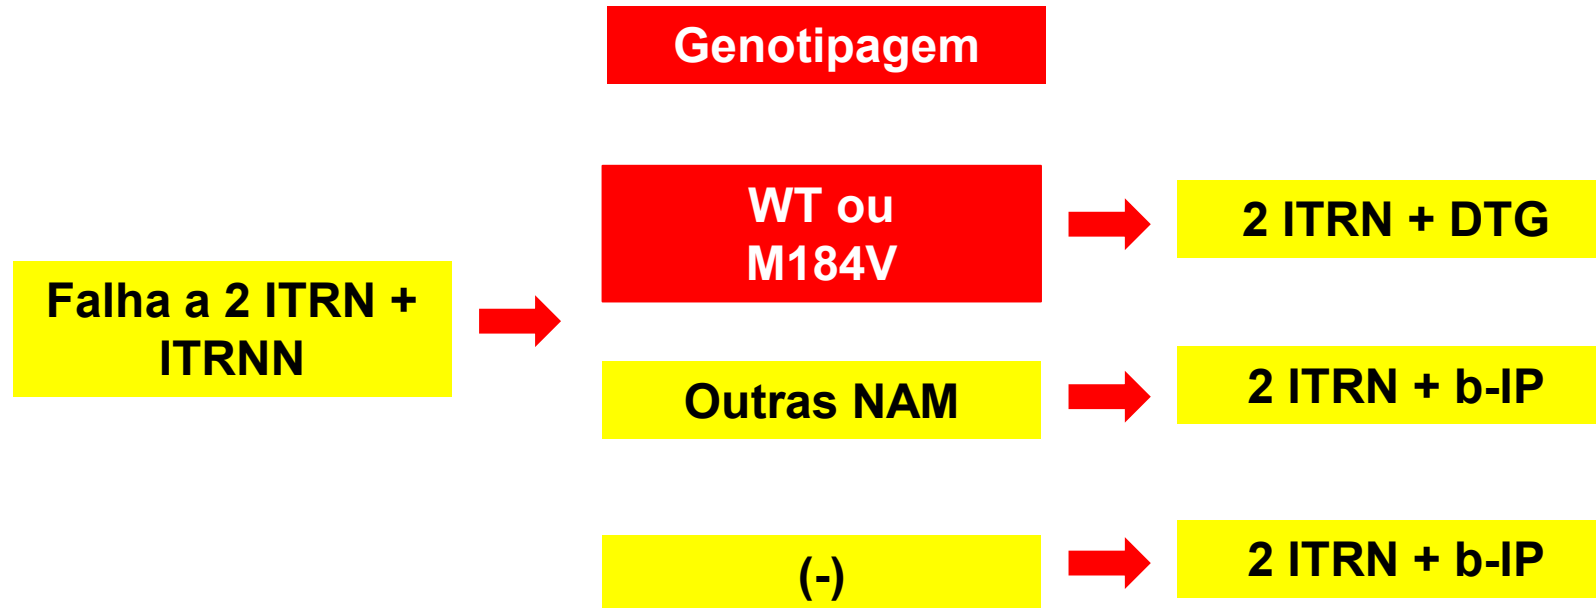 Genotipagem
Falha a 2 ITRN +
ITRNN
WT ou
M184V
2 ITRN + DTG
Outras NAM
2 ITRN + b-IP
(-)
2 ITRN + b-IP